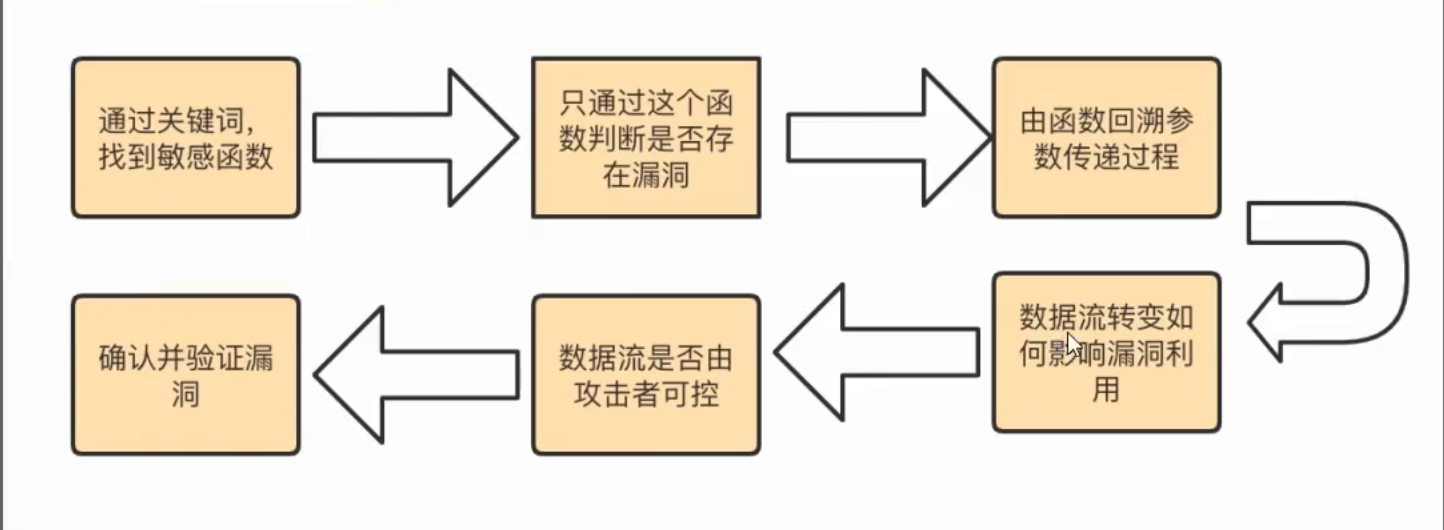 通过关键词，
找到敏感函数
只通过这个函
数判断是否存
在漏洞
由函数回溯参
数传递过程
数据流转变如
何影响漏洞利
用
数据流是否由
攻击者可控
确认并验证漏
洞